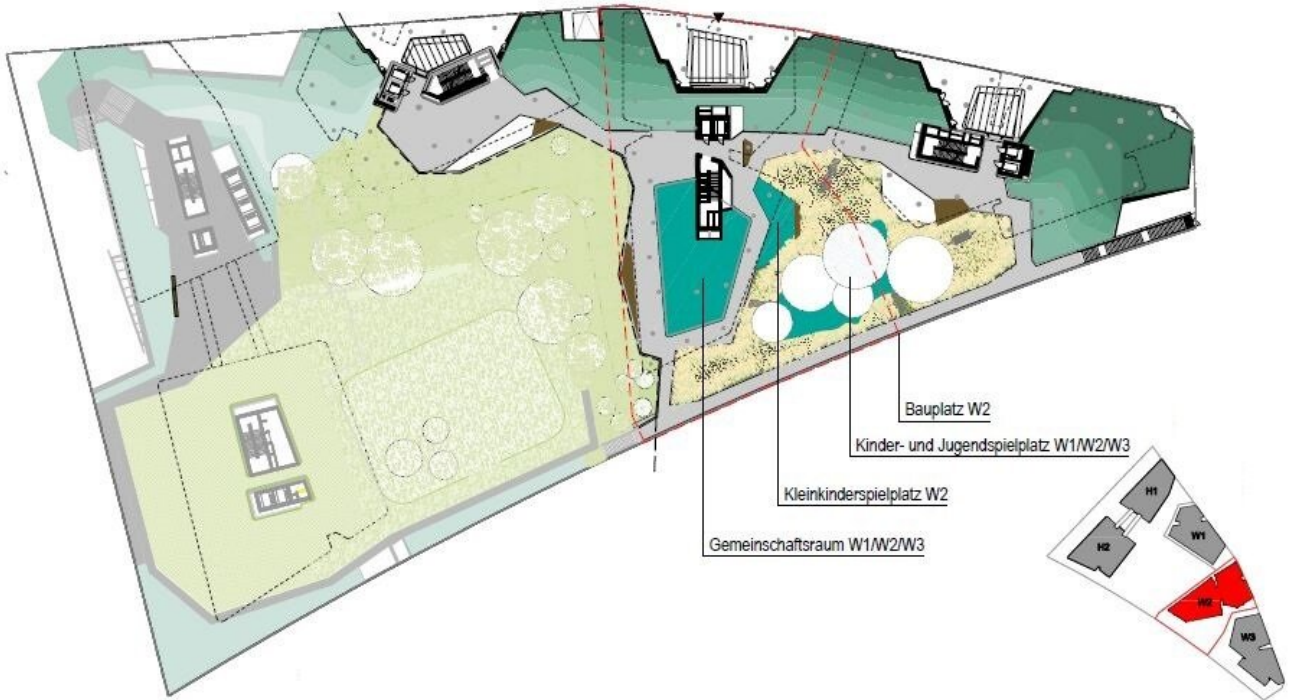 Bauplatz W2
Kinder- und Jugendspielplatz W1/W2/W3
Kleinkinderspielplatz W2
Gemeinschaftsraum W1/W2/W3
H1
W1
H2
W2
W3